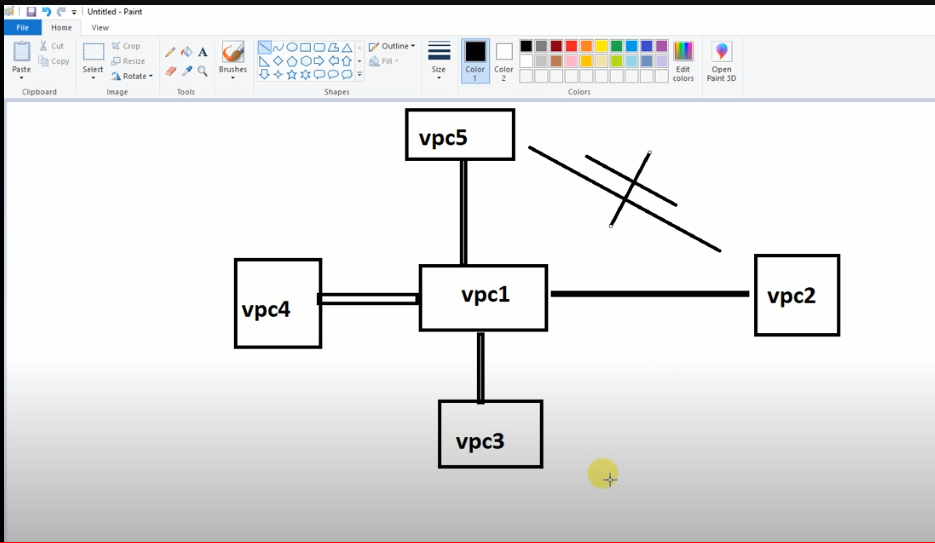 Untitled - Paint
File Home View
Paste
Cut
Copy
Clipboard
Select
Crop
Resize
Rotate
Image
A
Tools
Brushes
Outline
Fill
Shapes
Size
Color 1
Color 2
Colors
Edit colors
Open Paint 3D
vpc5
vpc4
vpc1
vpc2
vpc3